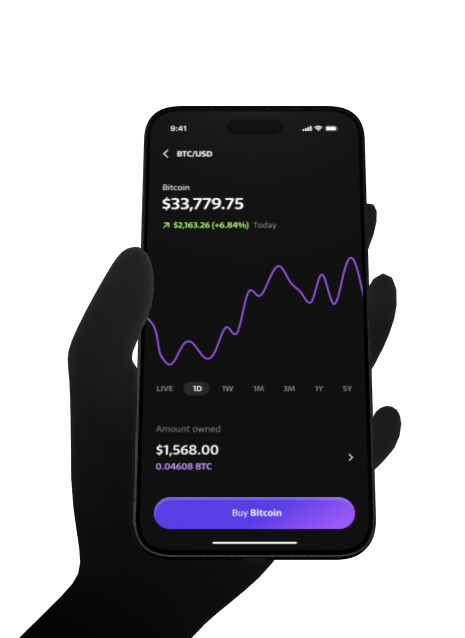 9:41
BTC/USD
Bitcoin
$33,779.75
$2,163.26 (+6.84%) Today
LIVE 1D 1W 1M 3M 1Y 5Y
Amount owned
$1,568.00
0.04608 BTC
Buy Bitcoin